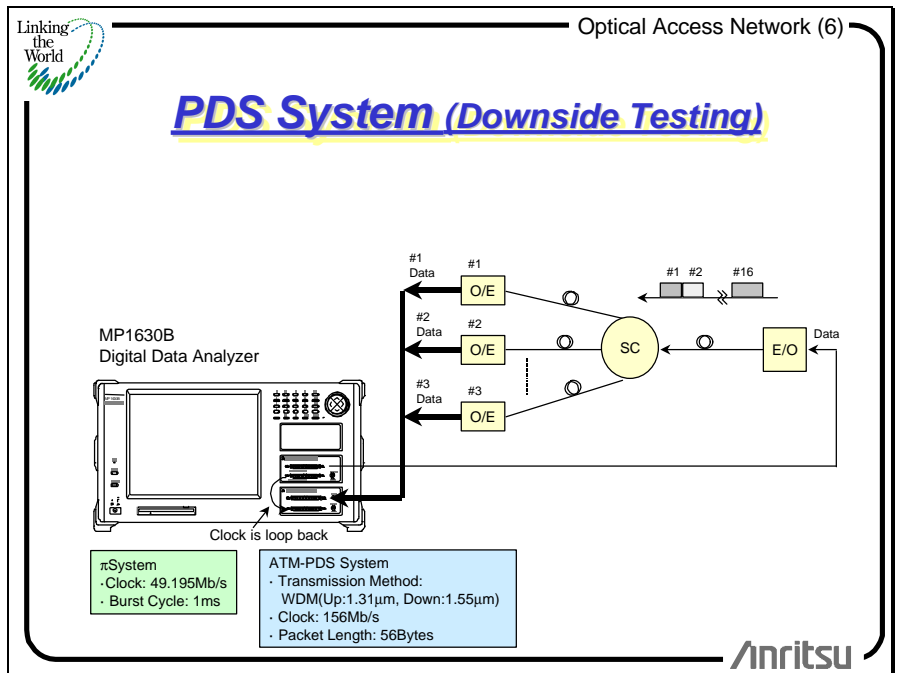 Linking
the
World
Optical Access Network (6)
PDS System (Downside Testing)
#1
Data
#1
O/E
#1 #2 #16
#2
Data
#2
O/E
SC
E/O
Data
#3
Data
#3
O/E
MP1630B
Digital Data Analyzer
Clock is loop back
πSystem
·Clock: 49.195Mb/s
· Burst Cycle: 1ms
ATM-PDS System
· Transmission Method:
WDM(Up:1.31μm, Down:1.55μm)
· Clock: 156Mb/s
· Packet Length: 56Bytes
Anritsu